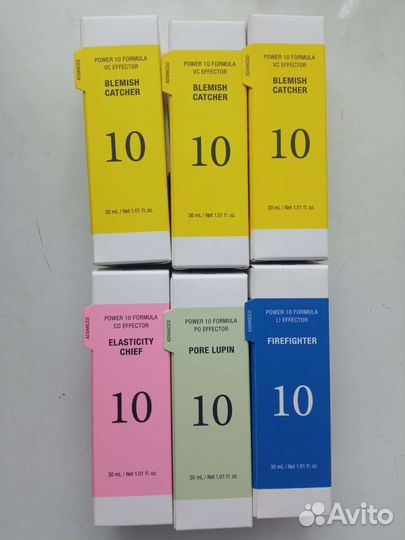 ADVANCED
POWER 10 FORMULA
VC EFFECTOR
BLEMISH
CATCHER
10
30 mL / Net 1.01 fl. oz.
ADVANCED
POWER 10 FORMULA
VC EFFECTOR
BLEMISH
CATCHER
10
30 mL / Net 1.01 fl. oz.
ADVANCED
POWER 10 FORMULA
VC EFFECTOR
BLEMISH
CATCHER
10
30 mL / Net 1.01 fl. oz.
ADVANCED
POWER 10 FORMULA
CO EFFECTOR
ELASTICITY
CHIEF
10
30 mL / Net 1.01 fl. oz.
ADVANCED
POWER 10 FORMULA
PO EFFECTOR
PORE LUPIN
10
30 mL / Net 1.01 fl. oz.
ADVANCED
POWER 10 FORMULA
LI EFFECTOR
FIREFIGHTER
10
30 mL / Net 1.01 fl. oz.
Avito